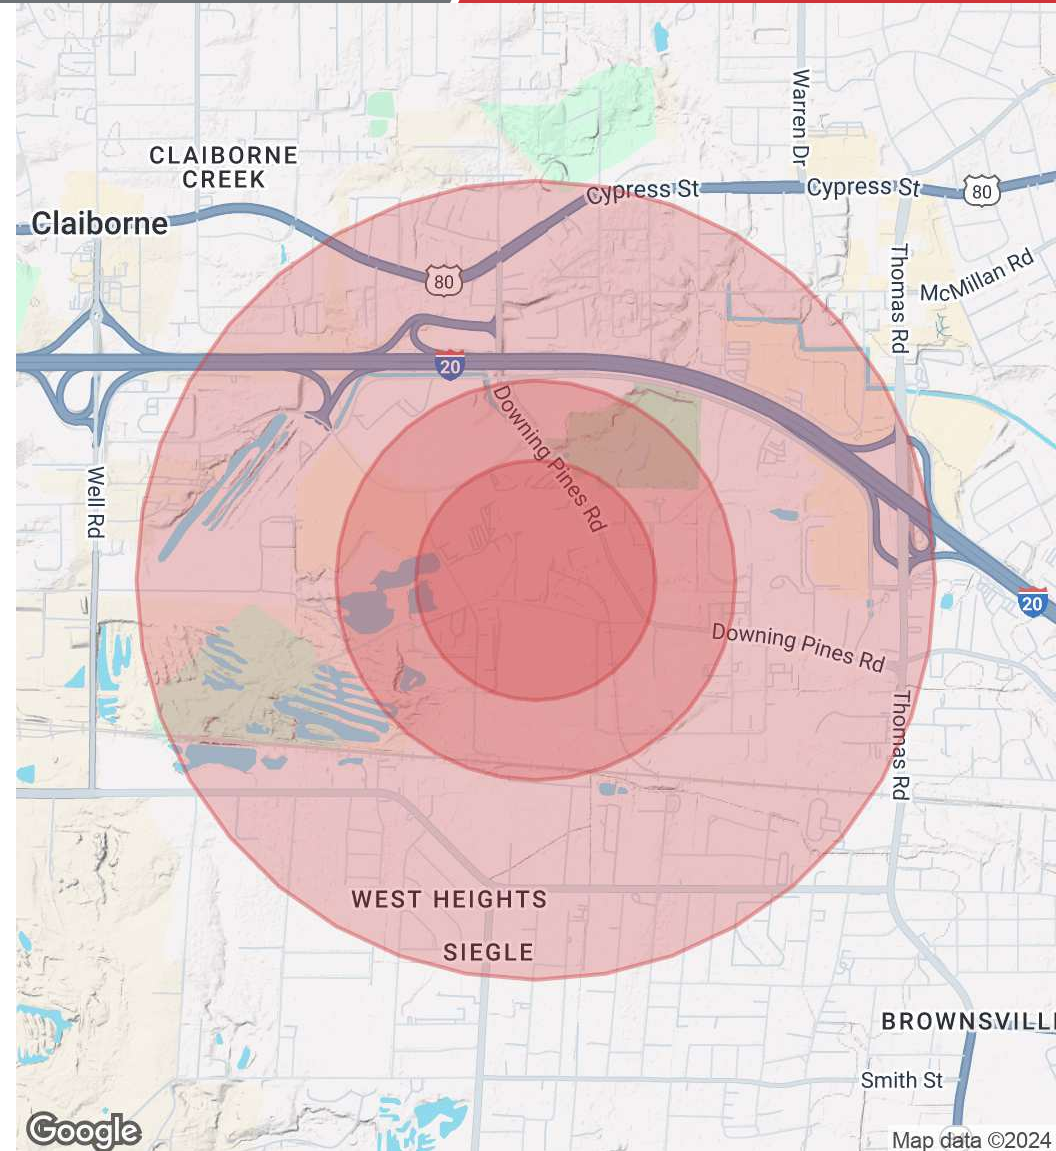 Warren Dr
CLAIBORNE
CREEK
Cypress St
Cypress St
80
Claiborne
Thomas Rd
McMillan Rd
80
20
Downing Pines Rd
Well Rd
20
Downing Pines Rd
Thomas Rd
WEST HEIGHTS
SIEGLE
BROWNSVILL
Smith St
Google
Map data ©2024